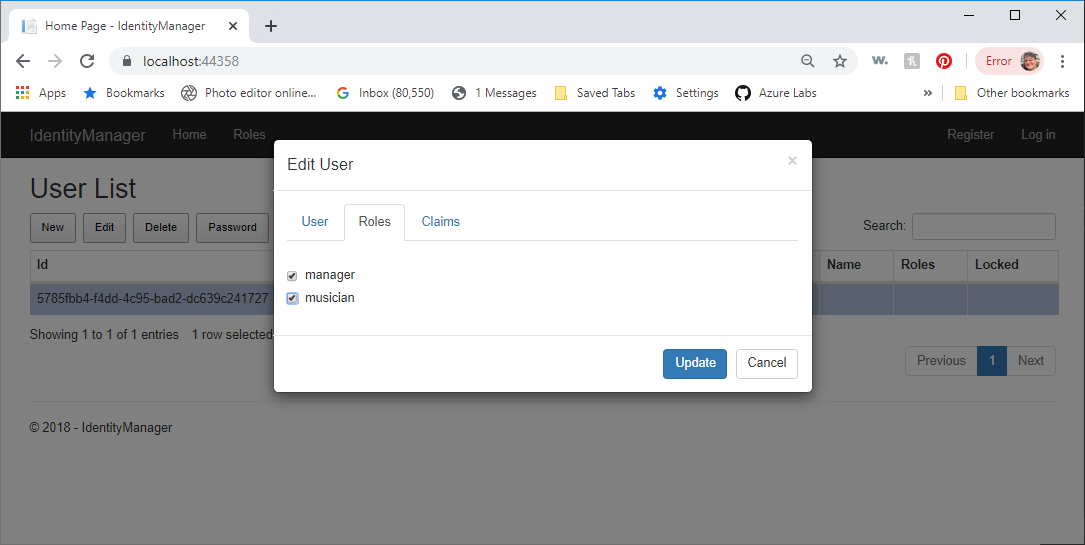 Home Page - IdentityManager
localhost:44358
w.
Error
Apps
Bookmarks
Photo editor online...
G
Inbox (80,550)
1 Messages
Saved Tabs
Settings
Azure Labs
»
Other bookmarks
IdentityManager
Home
Roles
Register
Log in
User List
New
Edit
Delete
Password
Search:
Id
Name
Roles
Locked
5785fbb4-f4dd-4c95-bad2-dc639c241727
Showing 1 to 1 of 1 entries
1 row selected
Previous
1
Next
© 2018 - IdentityManager
Edit User
×
User
Roles
Claims
manager
musician
Update
Cancel